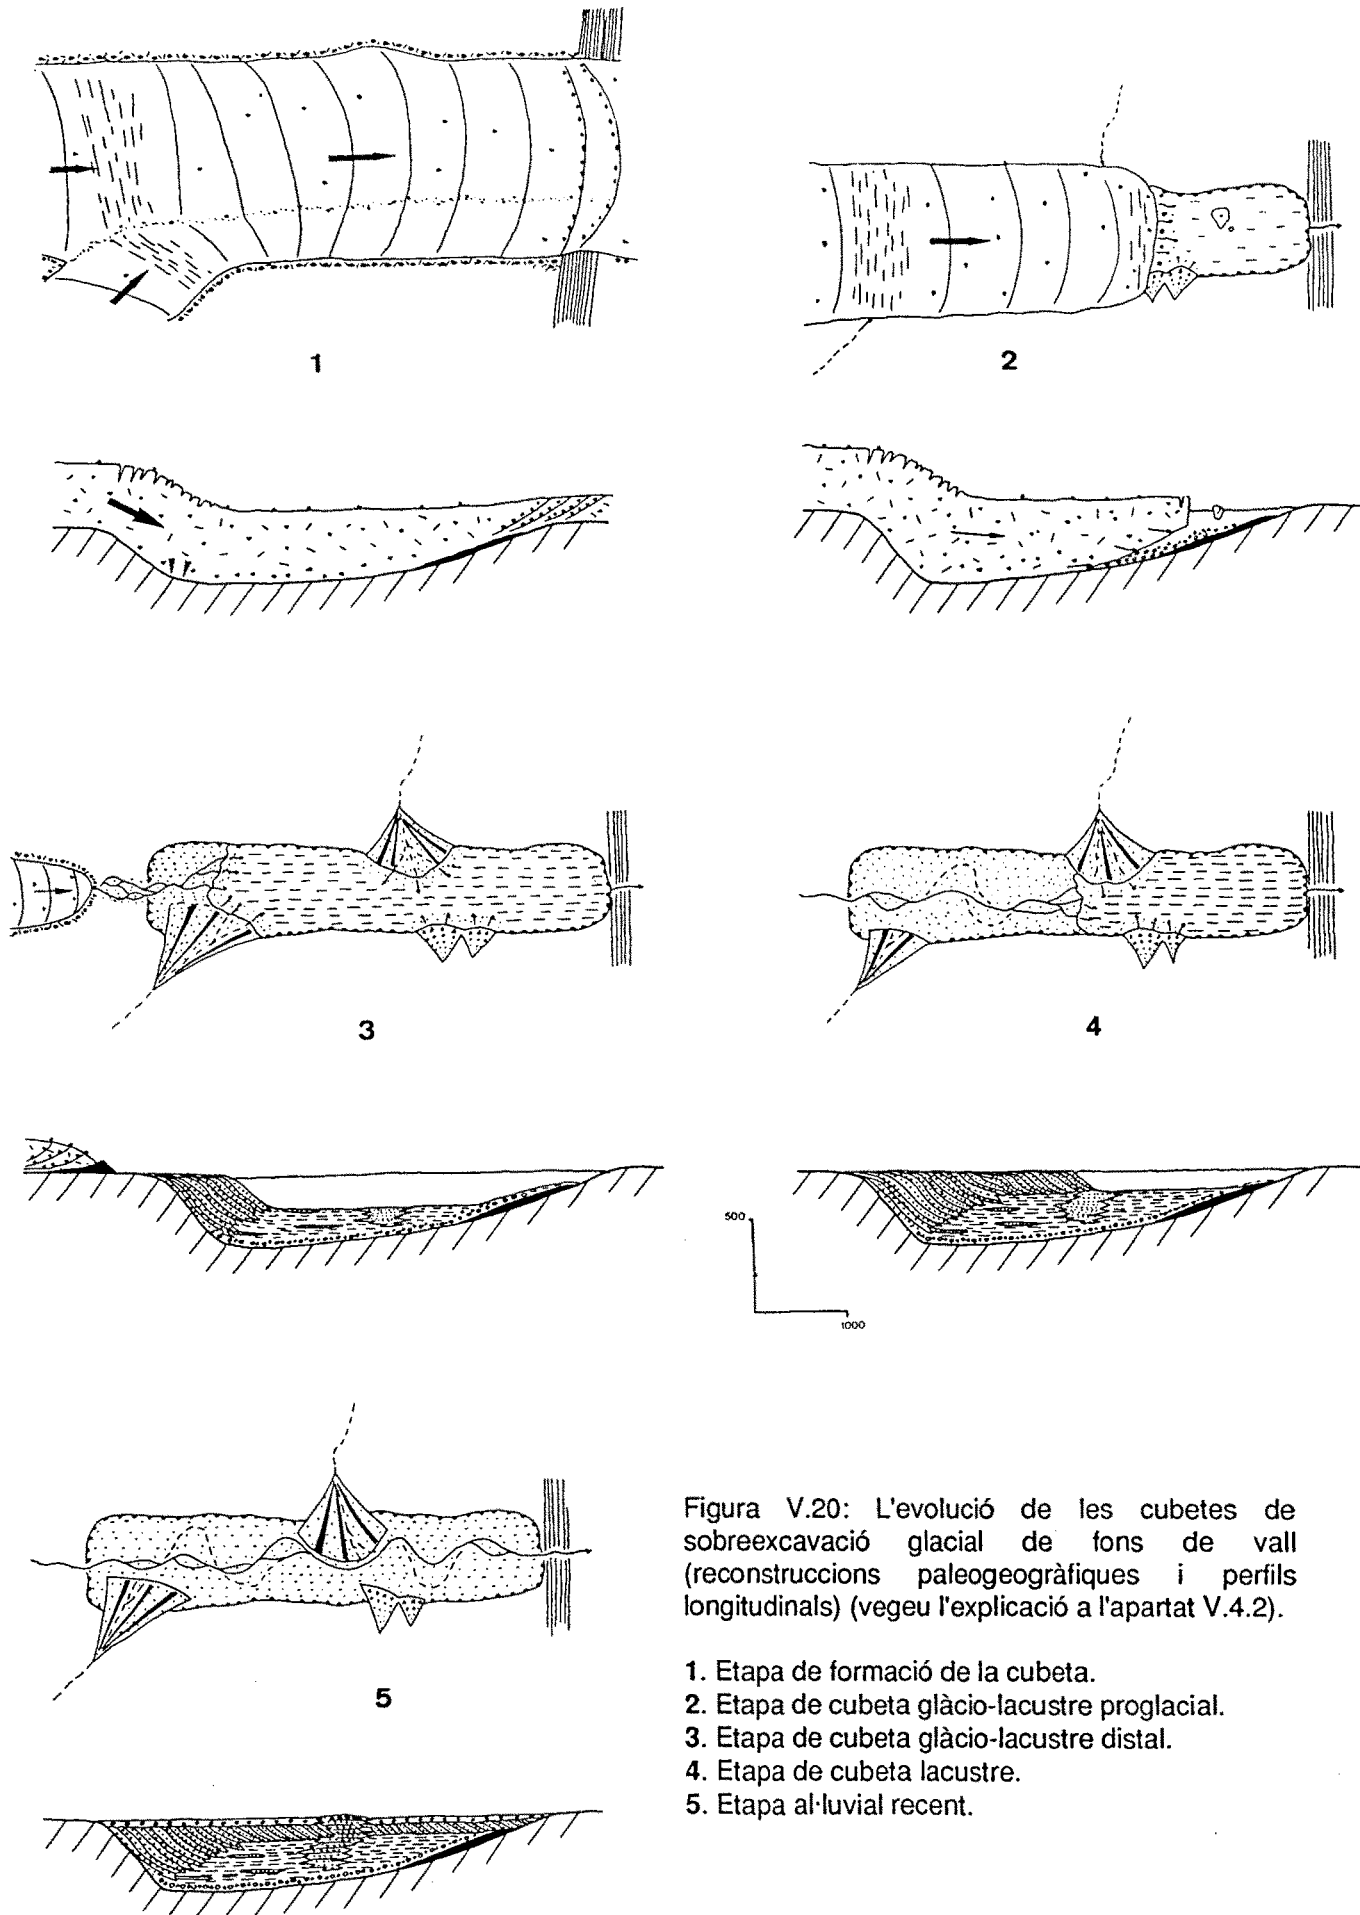 1
2
3
4
500
1000
5
Figura V.20: L'evolució de les cubetes de
sobreexcavació glacial de fons de vall
(reconstruccions paleogeogràfiques i perfils
longitudinals) (vegeu l'explicació a l'apartat V.4.2).
1. Etapa de formació de la cubeta.
2. Etapa de cubeta glàcio-lacustre proglacial.
3. Etapa de cubeta glàcio-lacustre distal.
4. Etapa de cubeta lacustre.
5. Etapa al·luvial recent.